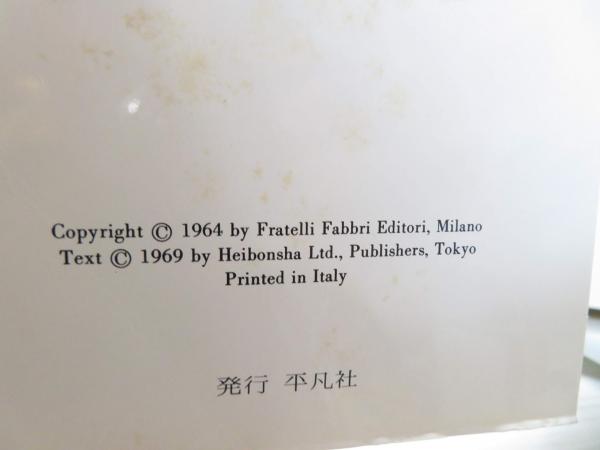 Copyright © 1964 by Fratelli Fabbri Editori, Milano
Text © 1969 by Heibonsha Ltd., Publishers, Tokyo
Printed in Italy
発行 平凡社